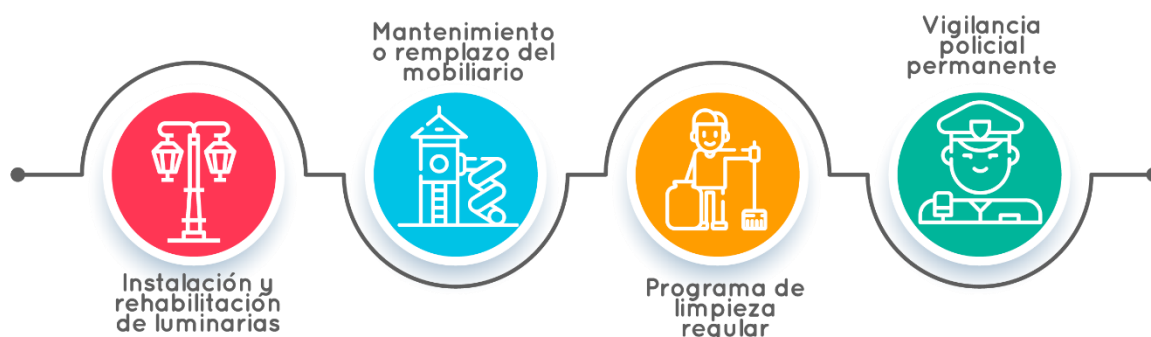 Instalación y
rehabilitación
de luminarias
Mantenimiento
o remplazo del
mobiliario
Programa de
limpieza
regular
Vigilancia
policial
permanente